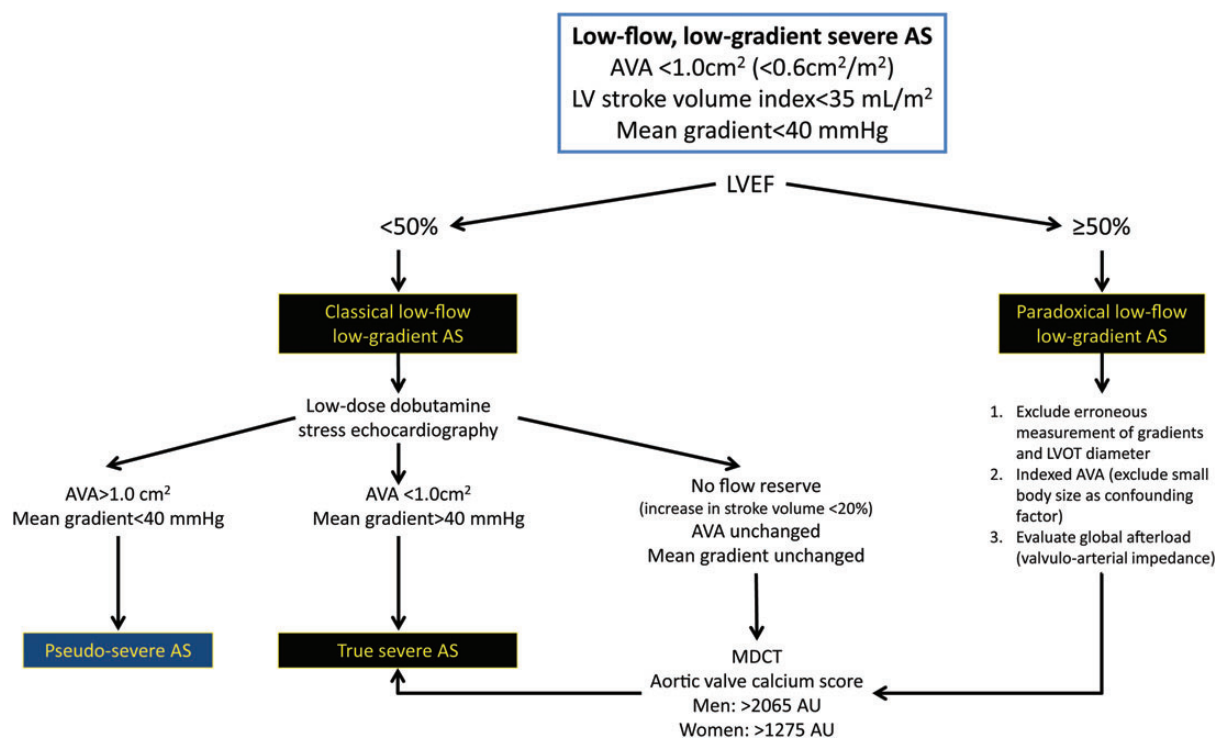 Low-flow, low-gradient severe AS
AVA <1.0cm² (<0.6cm²/m²)
LV stroke volume index<35 mL/m²
Mean gradient<40 mmHg
LVEF
<50%
≥50%
Classical low-flow
low-gradient AS
Paradoxical low-flow
low-gradient AS
Low-dose dobutamine
stress echocardiography
1. Exclude erroneous
measurement of gradients
and LVOT diameter
2. Indexed AVA (exclude small
body size as confounding
factor)
3. Evaluate global afterload
(valvulo-arterial impedance)
AVA>1.0 cm²
Mean gradient<40 mmHg
AVA <1.0cm²
Mean gradient>40 mmHg
No flow reserve
(increase in stroke volume <20%)
AVA unchanged
Mean gradient unchanged
Pseudo-severe AS
True severe AS
MDCT
Aortic valve calcium score
Men: >2065 AU
Women: >1275 AU